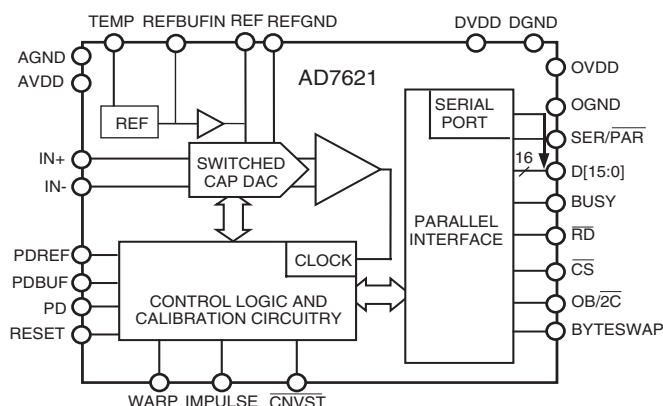 TEMP REFBUFIN REF REFGND DVDD DGND
AGND
AVDD
AD7621
OVDD
OGND
REF
SERIAL
PORT
SER/PAR
IN+
IN-
SWITCHED
CAP DAC
16
D[15:0]
BUSY
PARALLEL
INTERFACE
RD
CS
OB/2C
BYTESWAP
PDREF
PDBUF
PD
RESET
CLOCK
CONTROL LOGIC AND
CALIBRATION CIRCUITRY
WARP IMPULSE CNVST